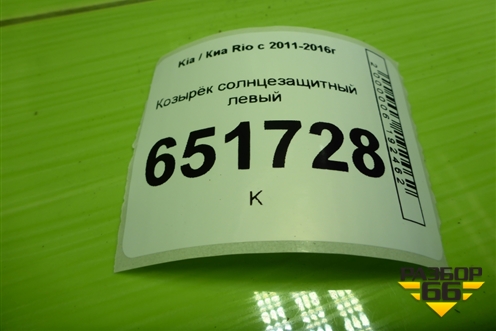 Kia / Киа Rio с 2011-2016г
Козырёк солнцезащитный
левый
651728
К
2000006192462
РАЗБОР
66